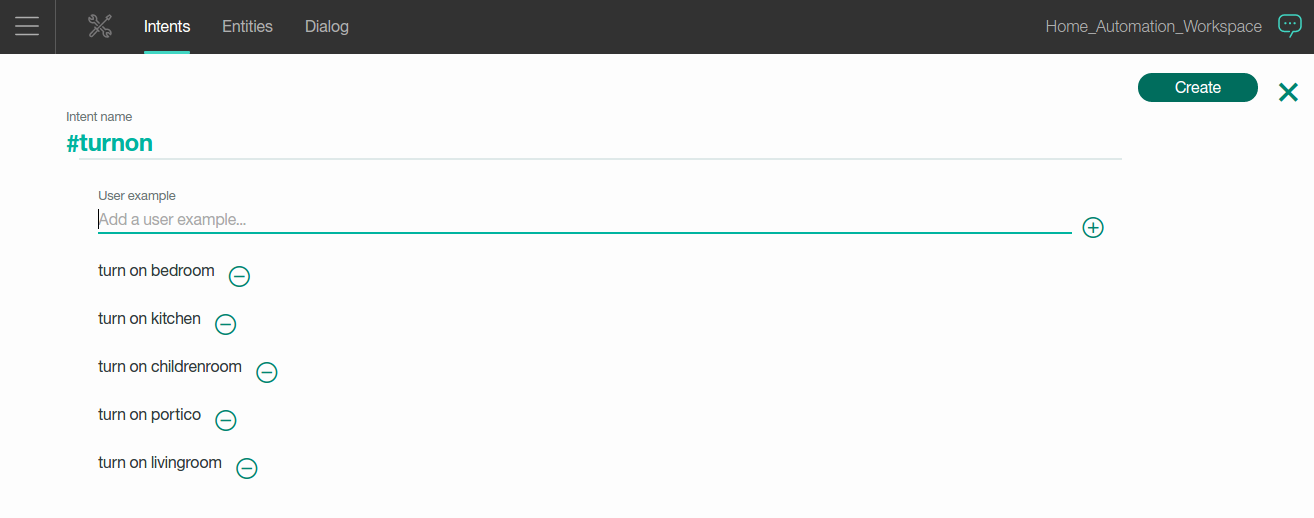 Intents Entities Dialog Home_Automation_Workspace
Create
Intent name
#turnon
User example
Add a user example...
turn on bedroom
turn on kitchen
turn on childrenroom
turn on portico
turn on livingroom